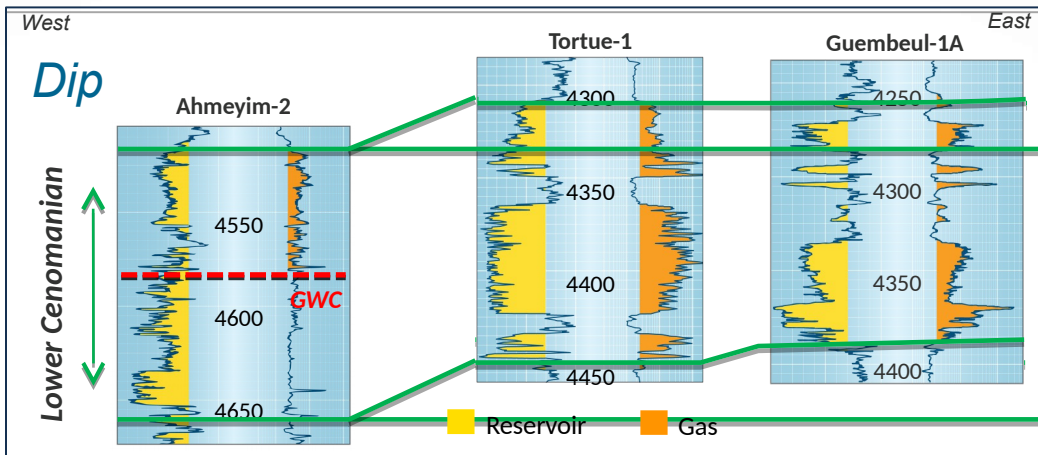 West
East
Dip
Tortue-1
Guembeul-1A
Ahmeyim-2
Lower Cenomanian
4550
GWC
4600
4650
4300
4350
4400
4450
4250
4300
4350
4400
Reservoir
Gas